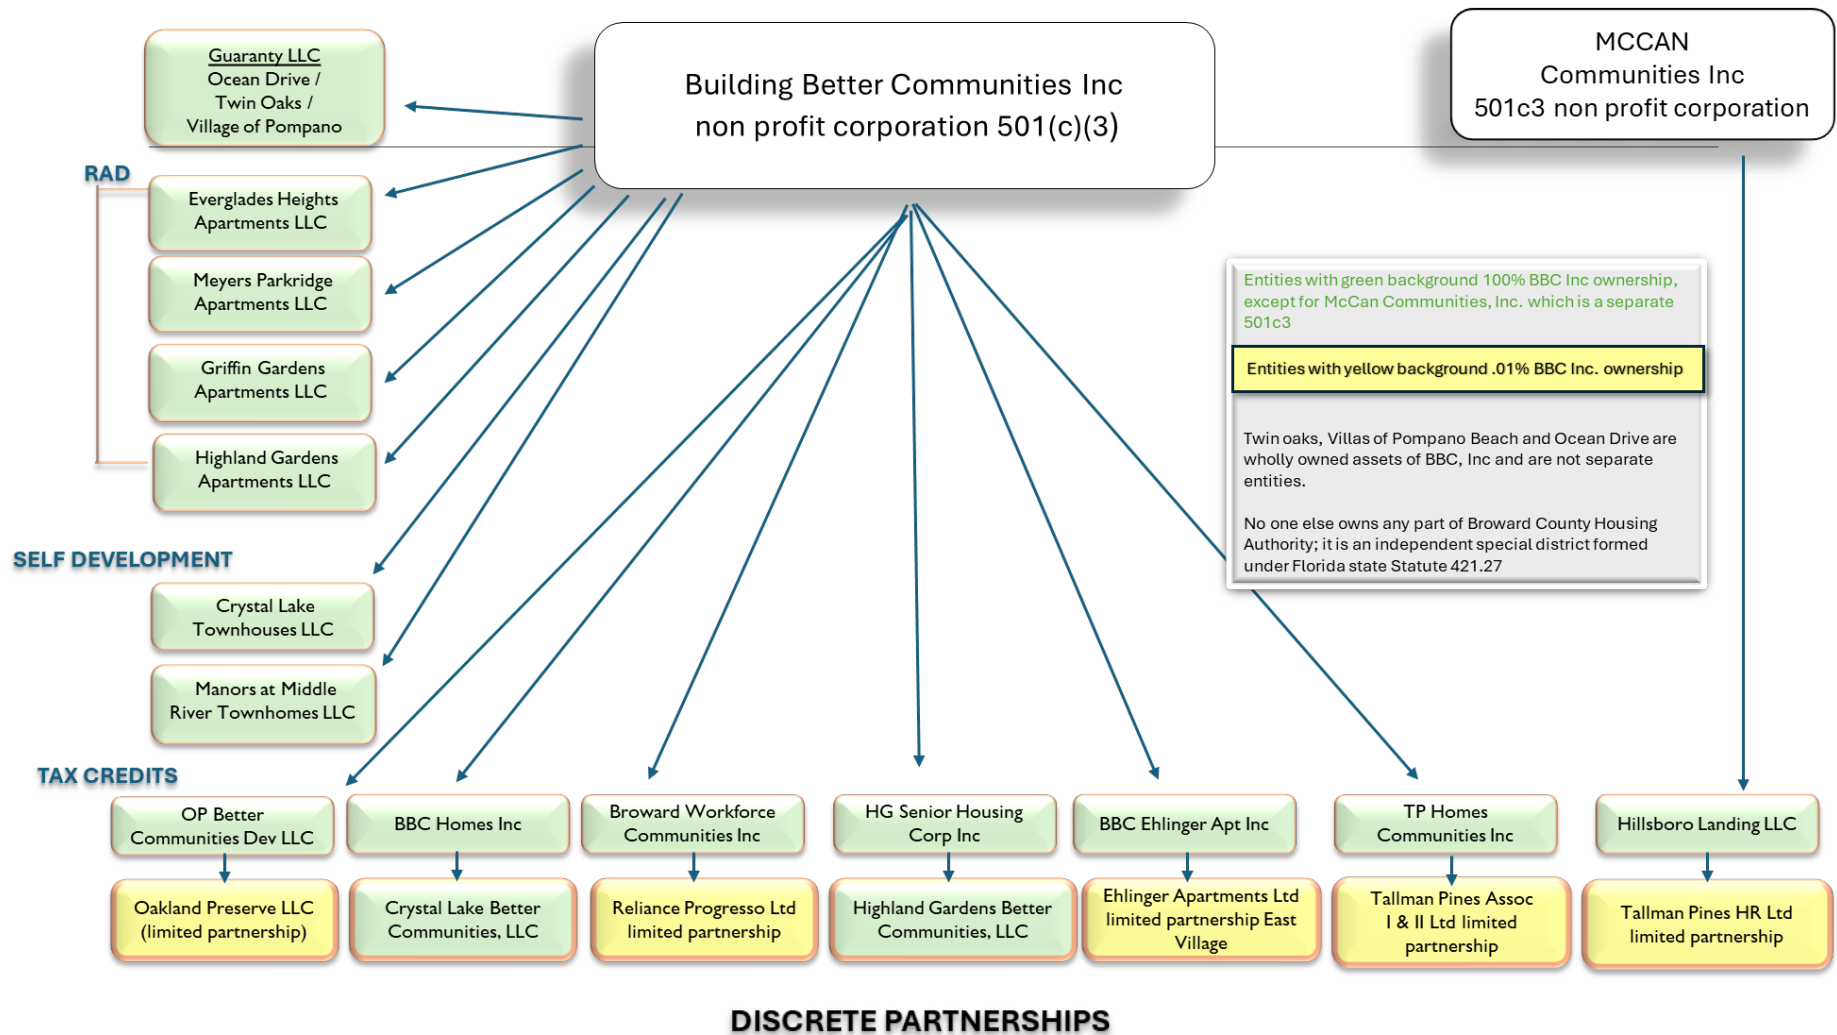 Guaranty LLC
Ocean Drive /
Twin Oaks /
Village of Pompano
Building Better Communities Inc
non profit corporation 501(c)(3)
MCCAN
Communities Inc
501c3 non profit corporation
RAD
Everglades Heights
Apartments LLC
Meyers Parkridge
Apartments LLC
Griffin Gardens
Apartments LLC
Highland Gardens
Apartments LLC
Entities with green background 100% BBC Inc ownership,
except for McCan Communities, Inc. which is a separate
501c3
Entities with yellow background .01% BBC Inc. ownership
Twin oaks, Villas of Pompano Beach and Ocean Drive are
wholly owned assets of BBC, Inc and are not separate
entities.
No one else owns any part of Broward County Housing
Authority; it is an independent special district formed
under Florida state Statute 421.27
SELF DEVELOPMENT
Crystal Lake
Townhouses LLC
Manors at Middle
River Townhomes LLC
TAX CREDITS
OP Better
Communities Dev LLC
BBC Homes Inc
Broward Workforce
Communities Inc
HG Senior Housing
Corp Inc
BBC Ehlinger Apt Inc
TP Homes
Communities Inc
Hillsboro Landing LLC
Oakland Preserve LLC
(limited partnership)
Crystal Lake Better
Communities, LLC
Reliance Progresso Ltd
limited partnership
Highland Gardens Better
Communities, LLC
Ehlinger Apartments Ltd
limited partnership East
Village
Tallman Pines Assoc
I & II Ltd limited
partnership
Tallman Pines HR Ltd
limited partnership
DISCRETE PARTNERSHIPS